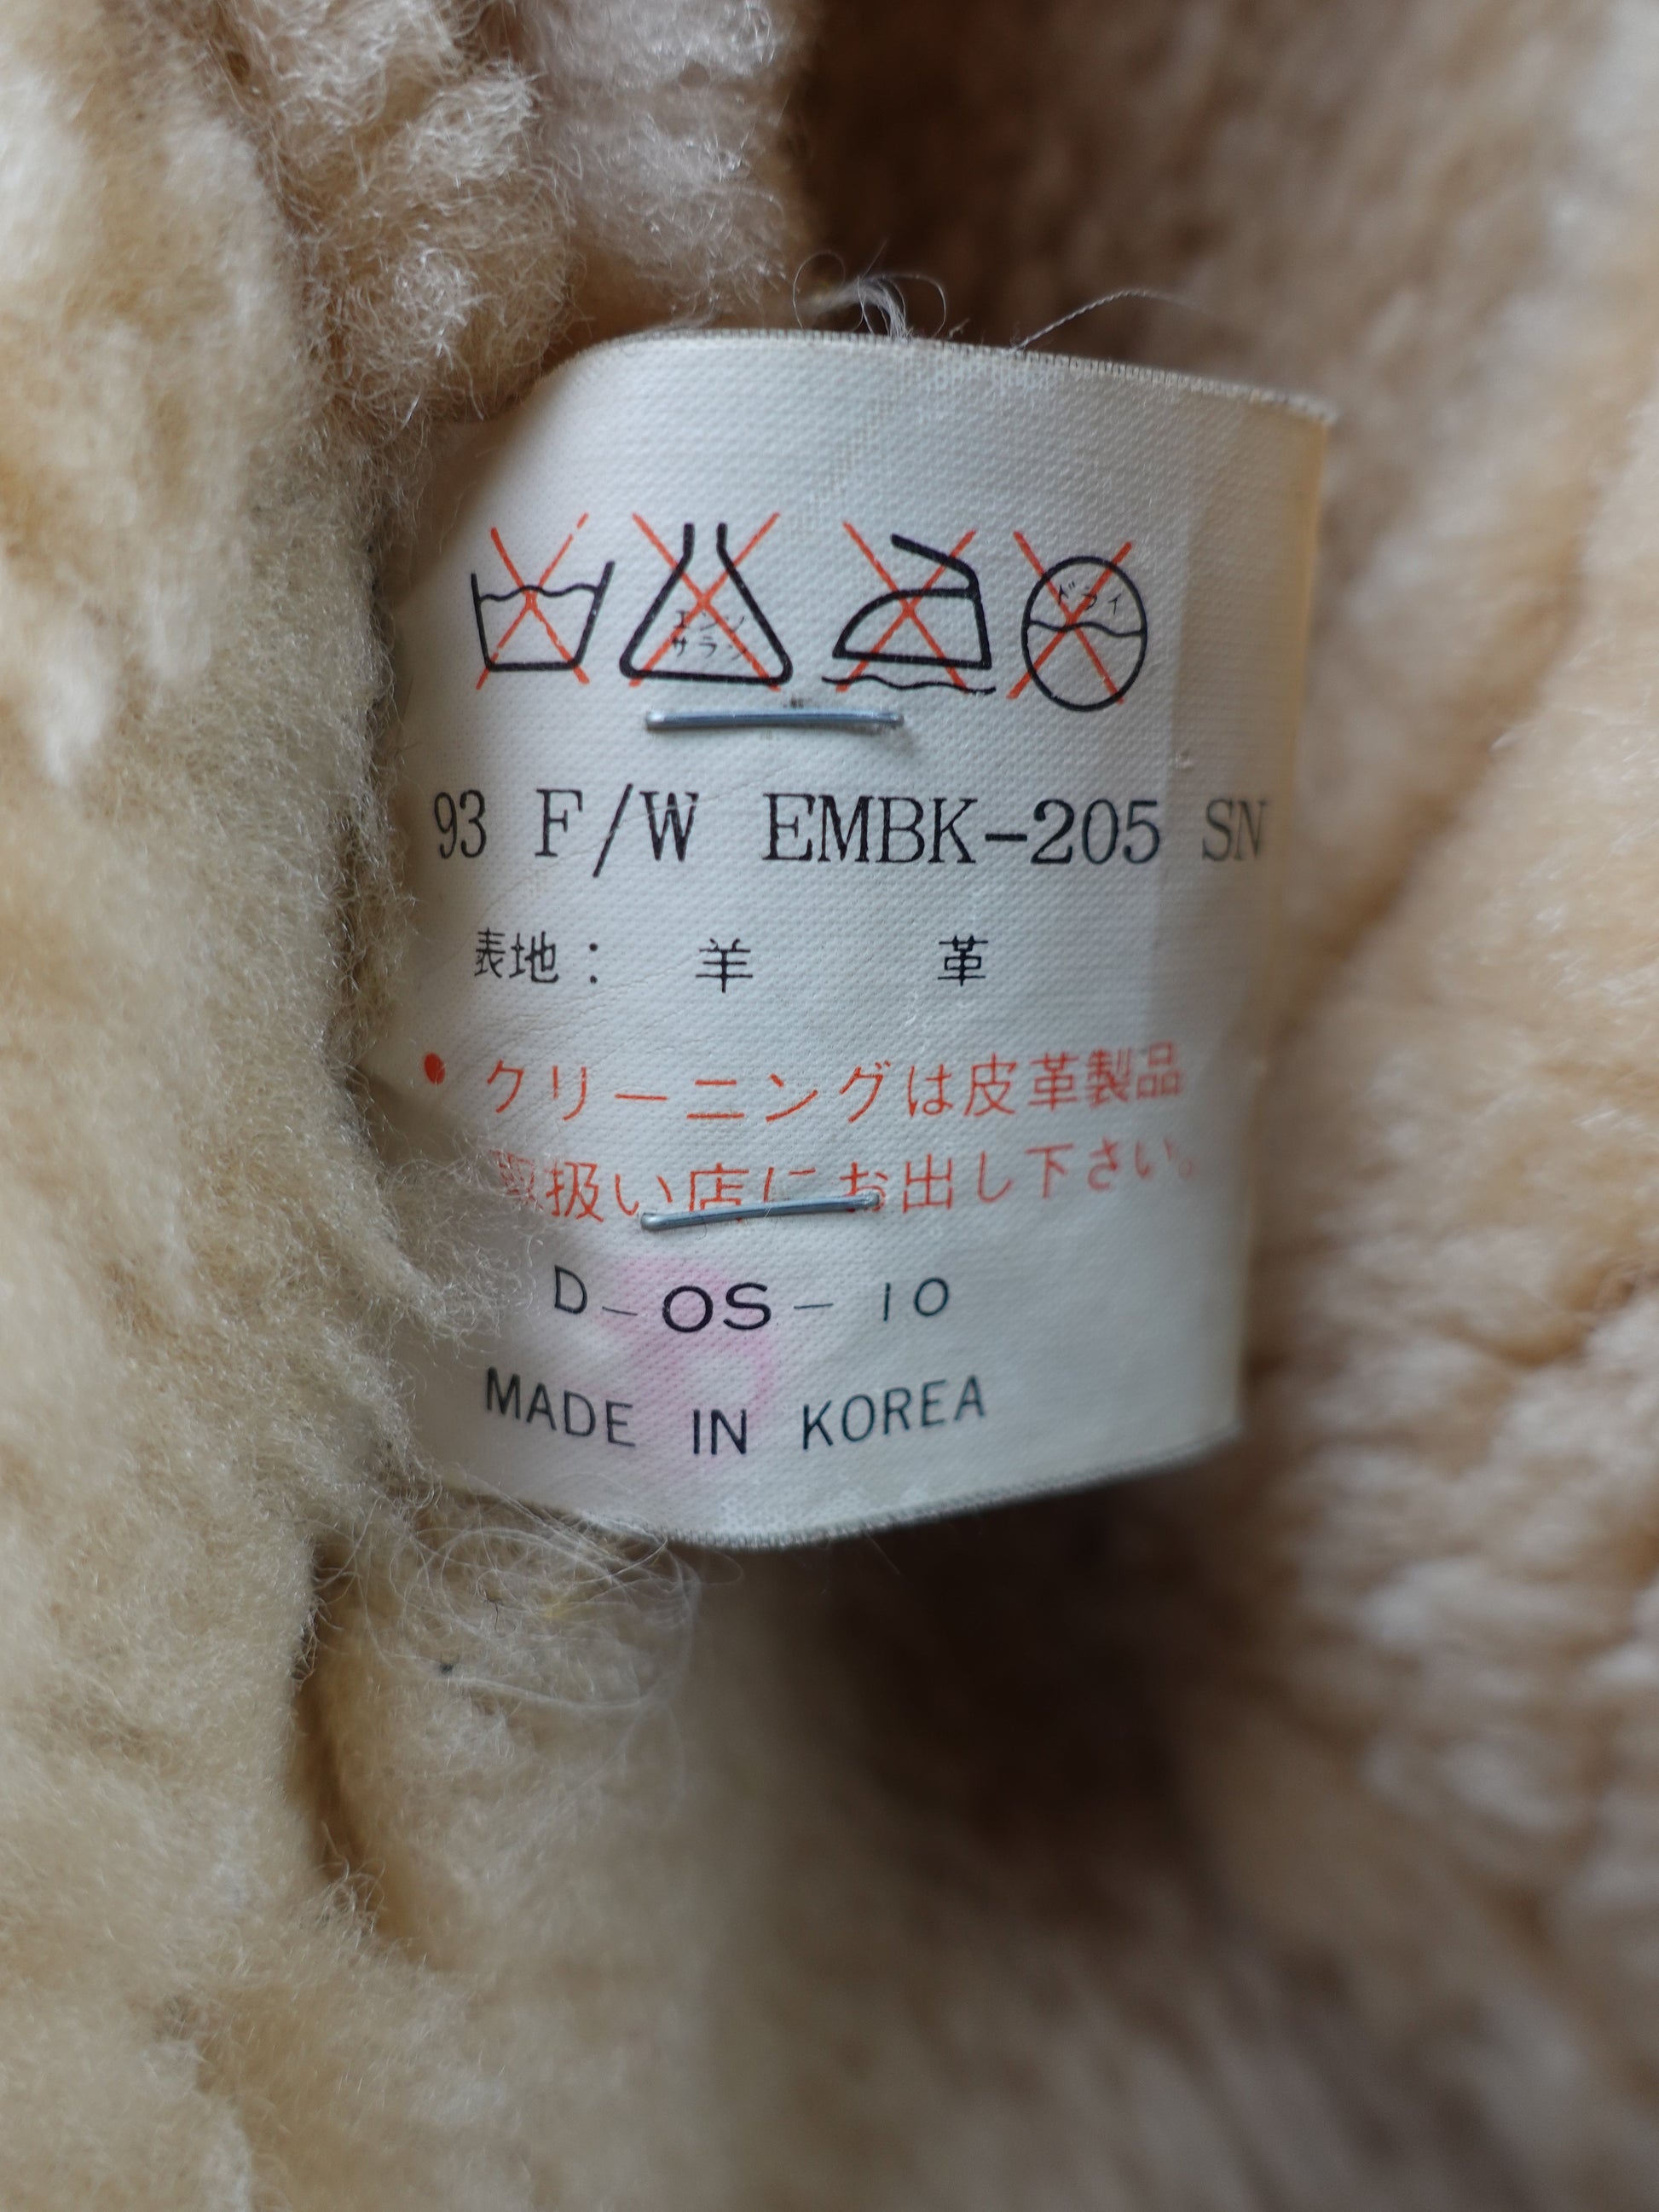 エンソ
サラシ
ドライ
93 F/W EMBK-205 SN
表地： 羊 革
• クリーニングは皮革製品
取扱い店にお出し下さい。
D-OS-10
MADE IN KOREA